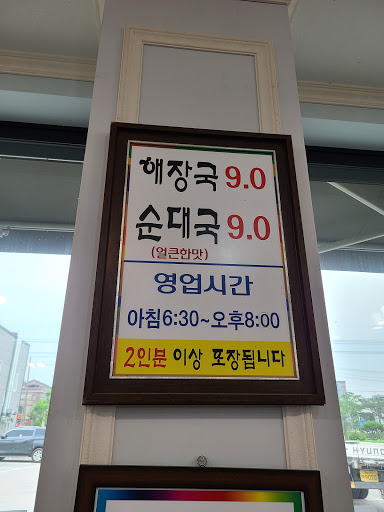 해장국 9.0
순대국 9.0
(얼큰한맛)
영업시간
아침6:30~오후8:00
2인분 이상 포장됩니다
HYUN